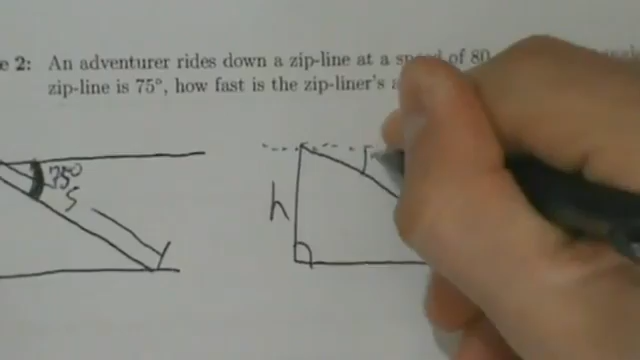 e 2: An adventurer rides down a zip-line at a speed of 80
zip-line is 75°, how fast is the zip-liner's
75°
S
h